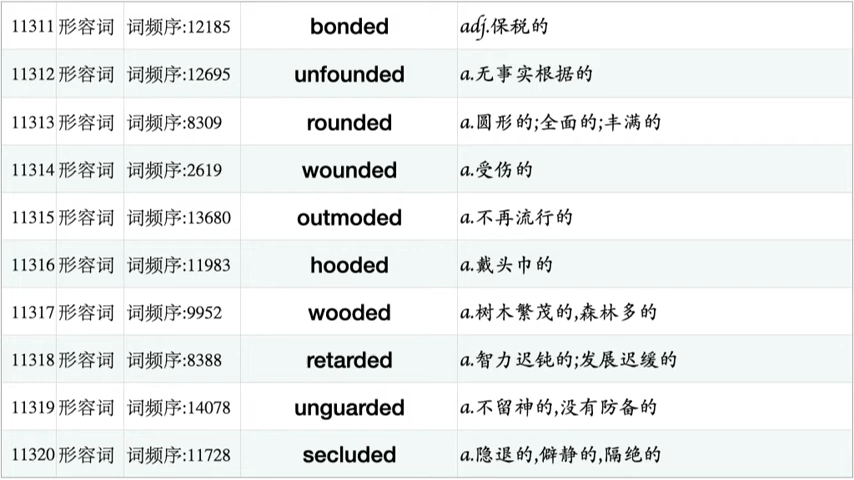 11311 形容词 词频序:12185 bonded adj.保税的
11312 形容词 词频序:12695 unfounded a.无事实根据的
11313 形容词 词频序:8309 rounded a.圆形的;全面的;丰满的
11314 形容词 词频序:2619 wounded a.受伤的
11315 形容词 词频序:13680 outmoded a.不再流行的
11316 形容词 词频序:11983 hooded a.戴头巾的
11317 形容词 词频序:9952 wooded a.树木繁茂的,森林多的
11318 形容词 词频序:8388 retarded a.智力迟钝的;发展迟缓的
11319 形容词 词频序:14078 unguarded a.不留神的,没有防备的
11320 形容词 词频序:11728 secluded a.隐退的,僻静的,隔绝的